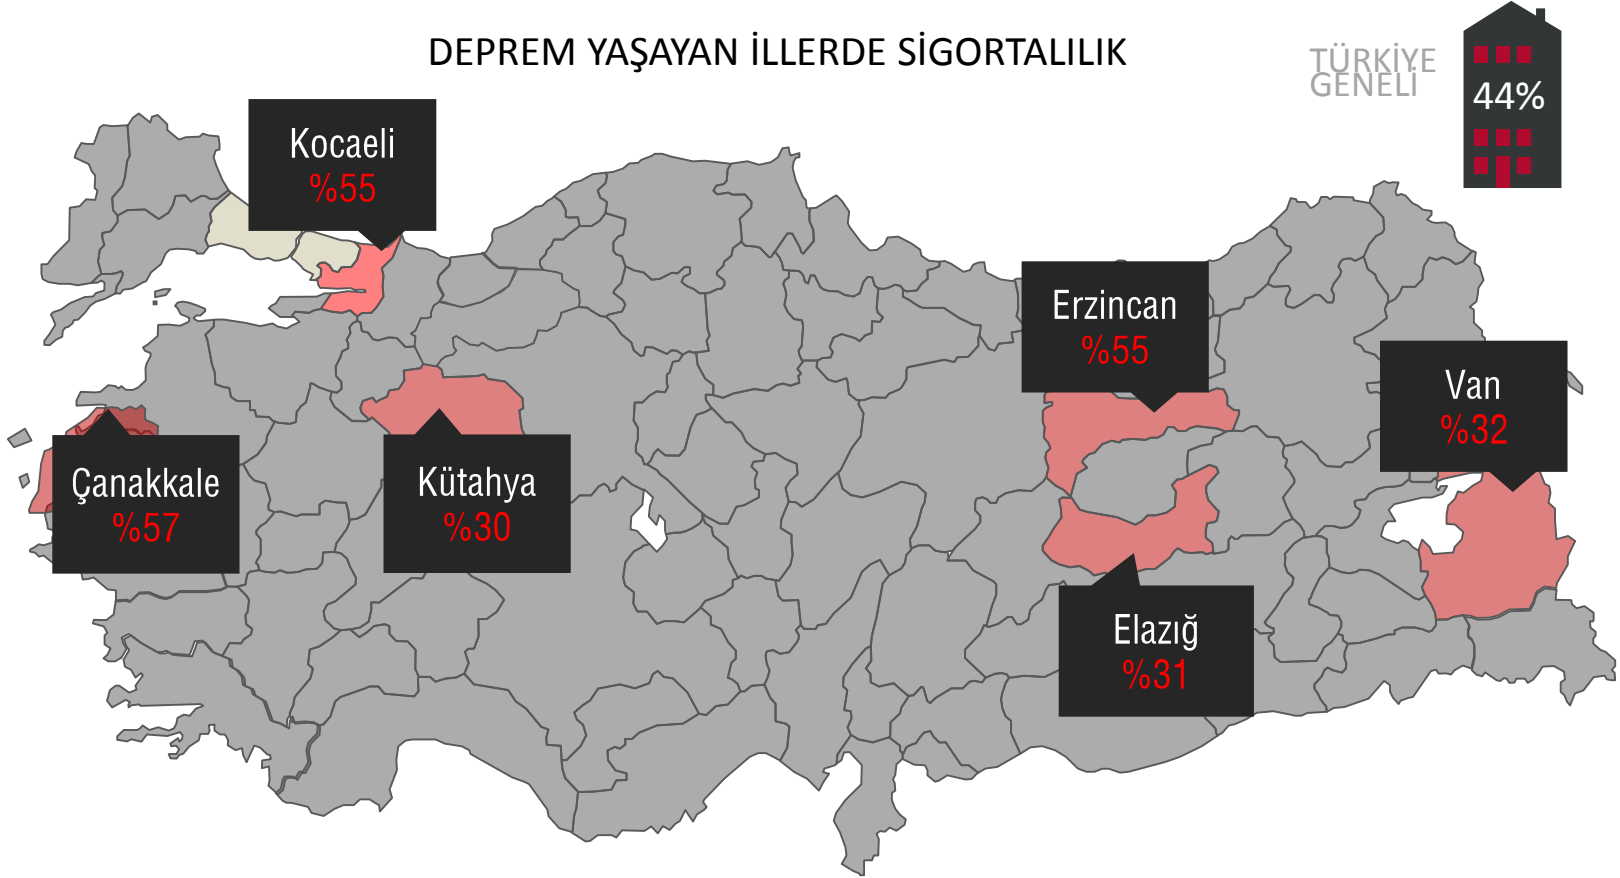 DEPREM YAŞAYAN İLLERDE SİGORTALILIK
TÜRKİYE
GENELİ
44%
Kocaeli
%55
Erzincan
%55
Van
%32
Çanakkale
%57
Kütahya
%30
Elazığ
%31